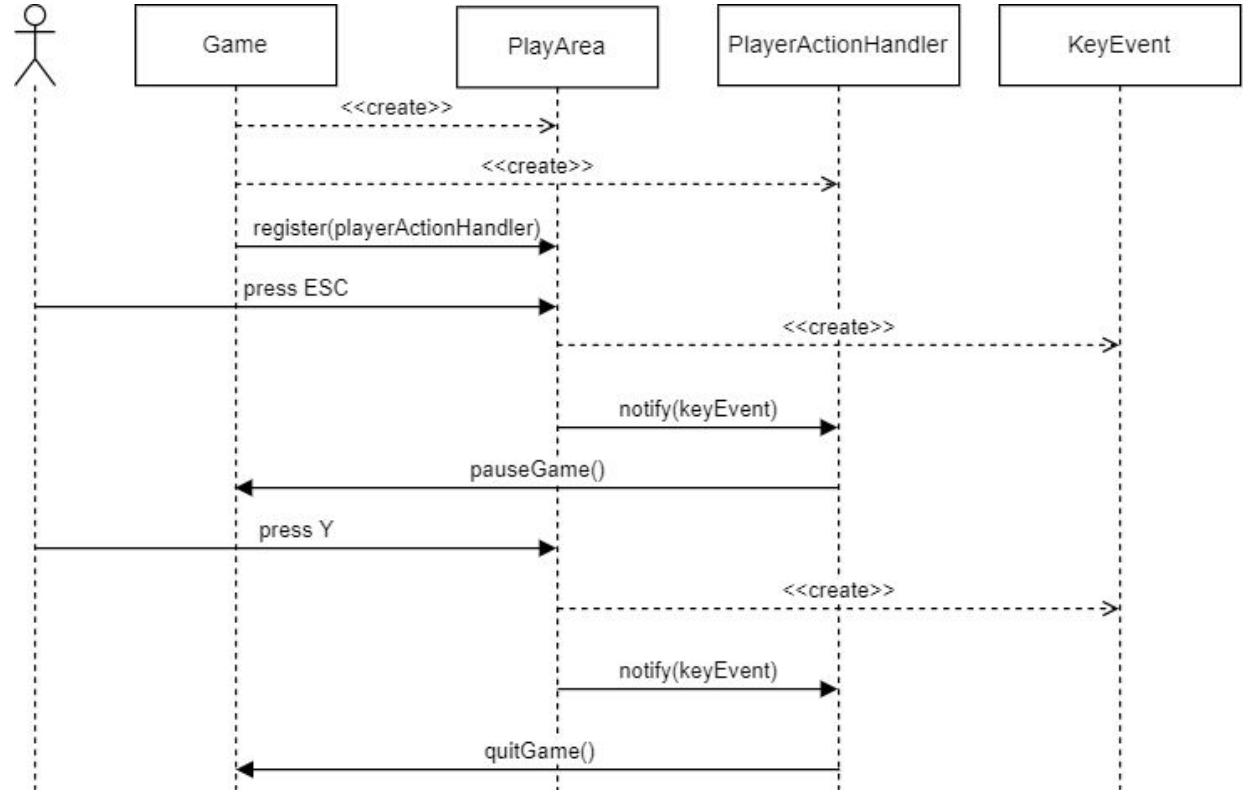 Game
PlayArea
PlayerActionHandler
KeyEvent
<<create>>
<<create>>
register(playerActionHandler)
press ESC
<<create>>
notify(keyEvent)
pauseGame()
press Y
<<create>>
notify(keyEvent)
quitGame()